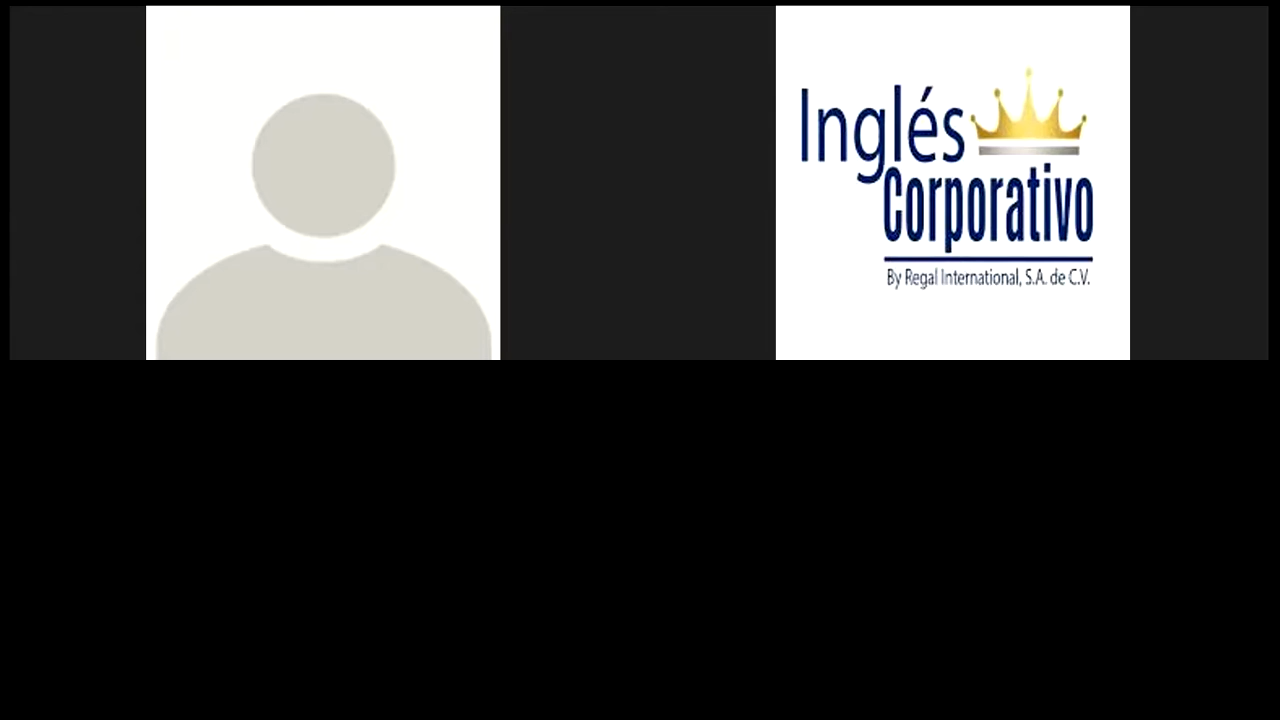 Inglés
Corporativo
By Regal International, S.A. de C.V.